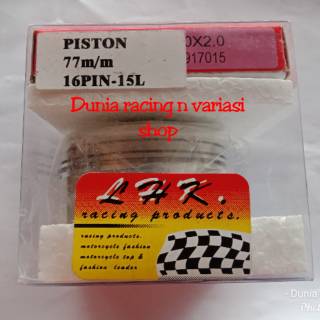 PISTON
77m/m
16PIN-15L
0X2.0
917015
Dunia racing n variasi
shop
LHK.
racing products.
racing products.
motorcycle fashion
motorcycle top &
fashion leader
Dunia